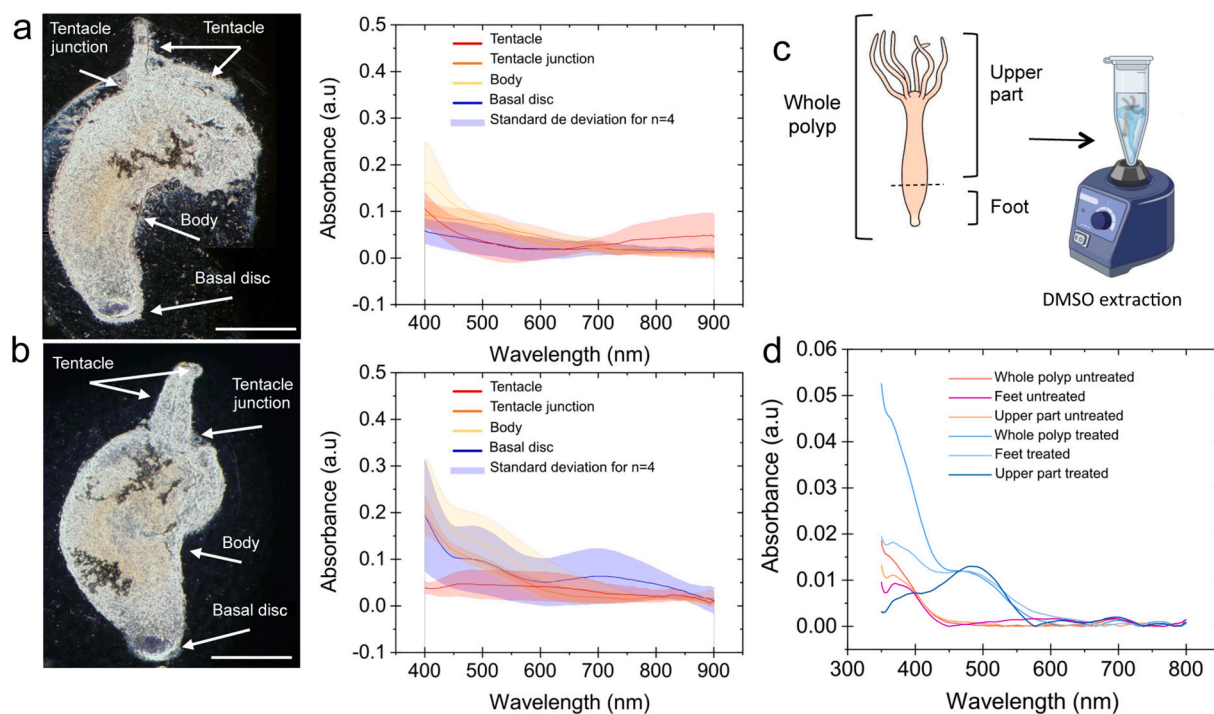 a
Tentacle
junction
Tentacle
Body
Basal disc
0.5
0.4
0.3
0.2
0.1
0.0
-0.1
Absorbance (a.u)
Tentacle
Tentacle junction
Body
Basal disc
Standard de deviation for n=4
400 500 600 700 800 900
Wavelength (nm)
b
Tentacle
Tentacle
junction
Body
Basal disc
0.5
0.4
0.3
0.2
0.1
0.0
-0.1
Absorbance (a.u)
Tentacle
Tentacle junction
Body
Basal disc
Standard deviation for n=4
400 500 600 700 800 900
Wavelength (nm)
c
Whole
polyp
Upper
part
Foot
DMSO extraction
d
0.06
0.05
0.04
0.03
0.02
0.01
0.00
Absorbance (a.u)
Whole polyp untreated
Feet untreated
Upper part untreated
Whole polyp treated
Feet treated
Upper part treated
300 400 500 600 700 800
Wavelength (nm)